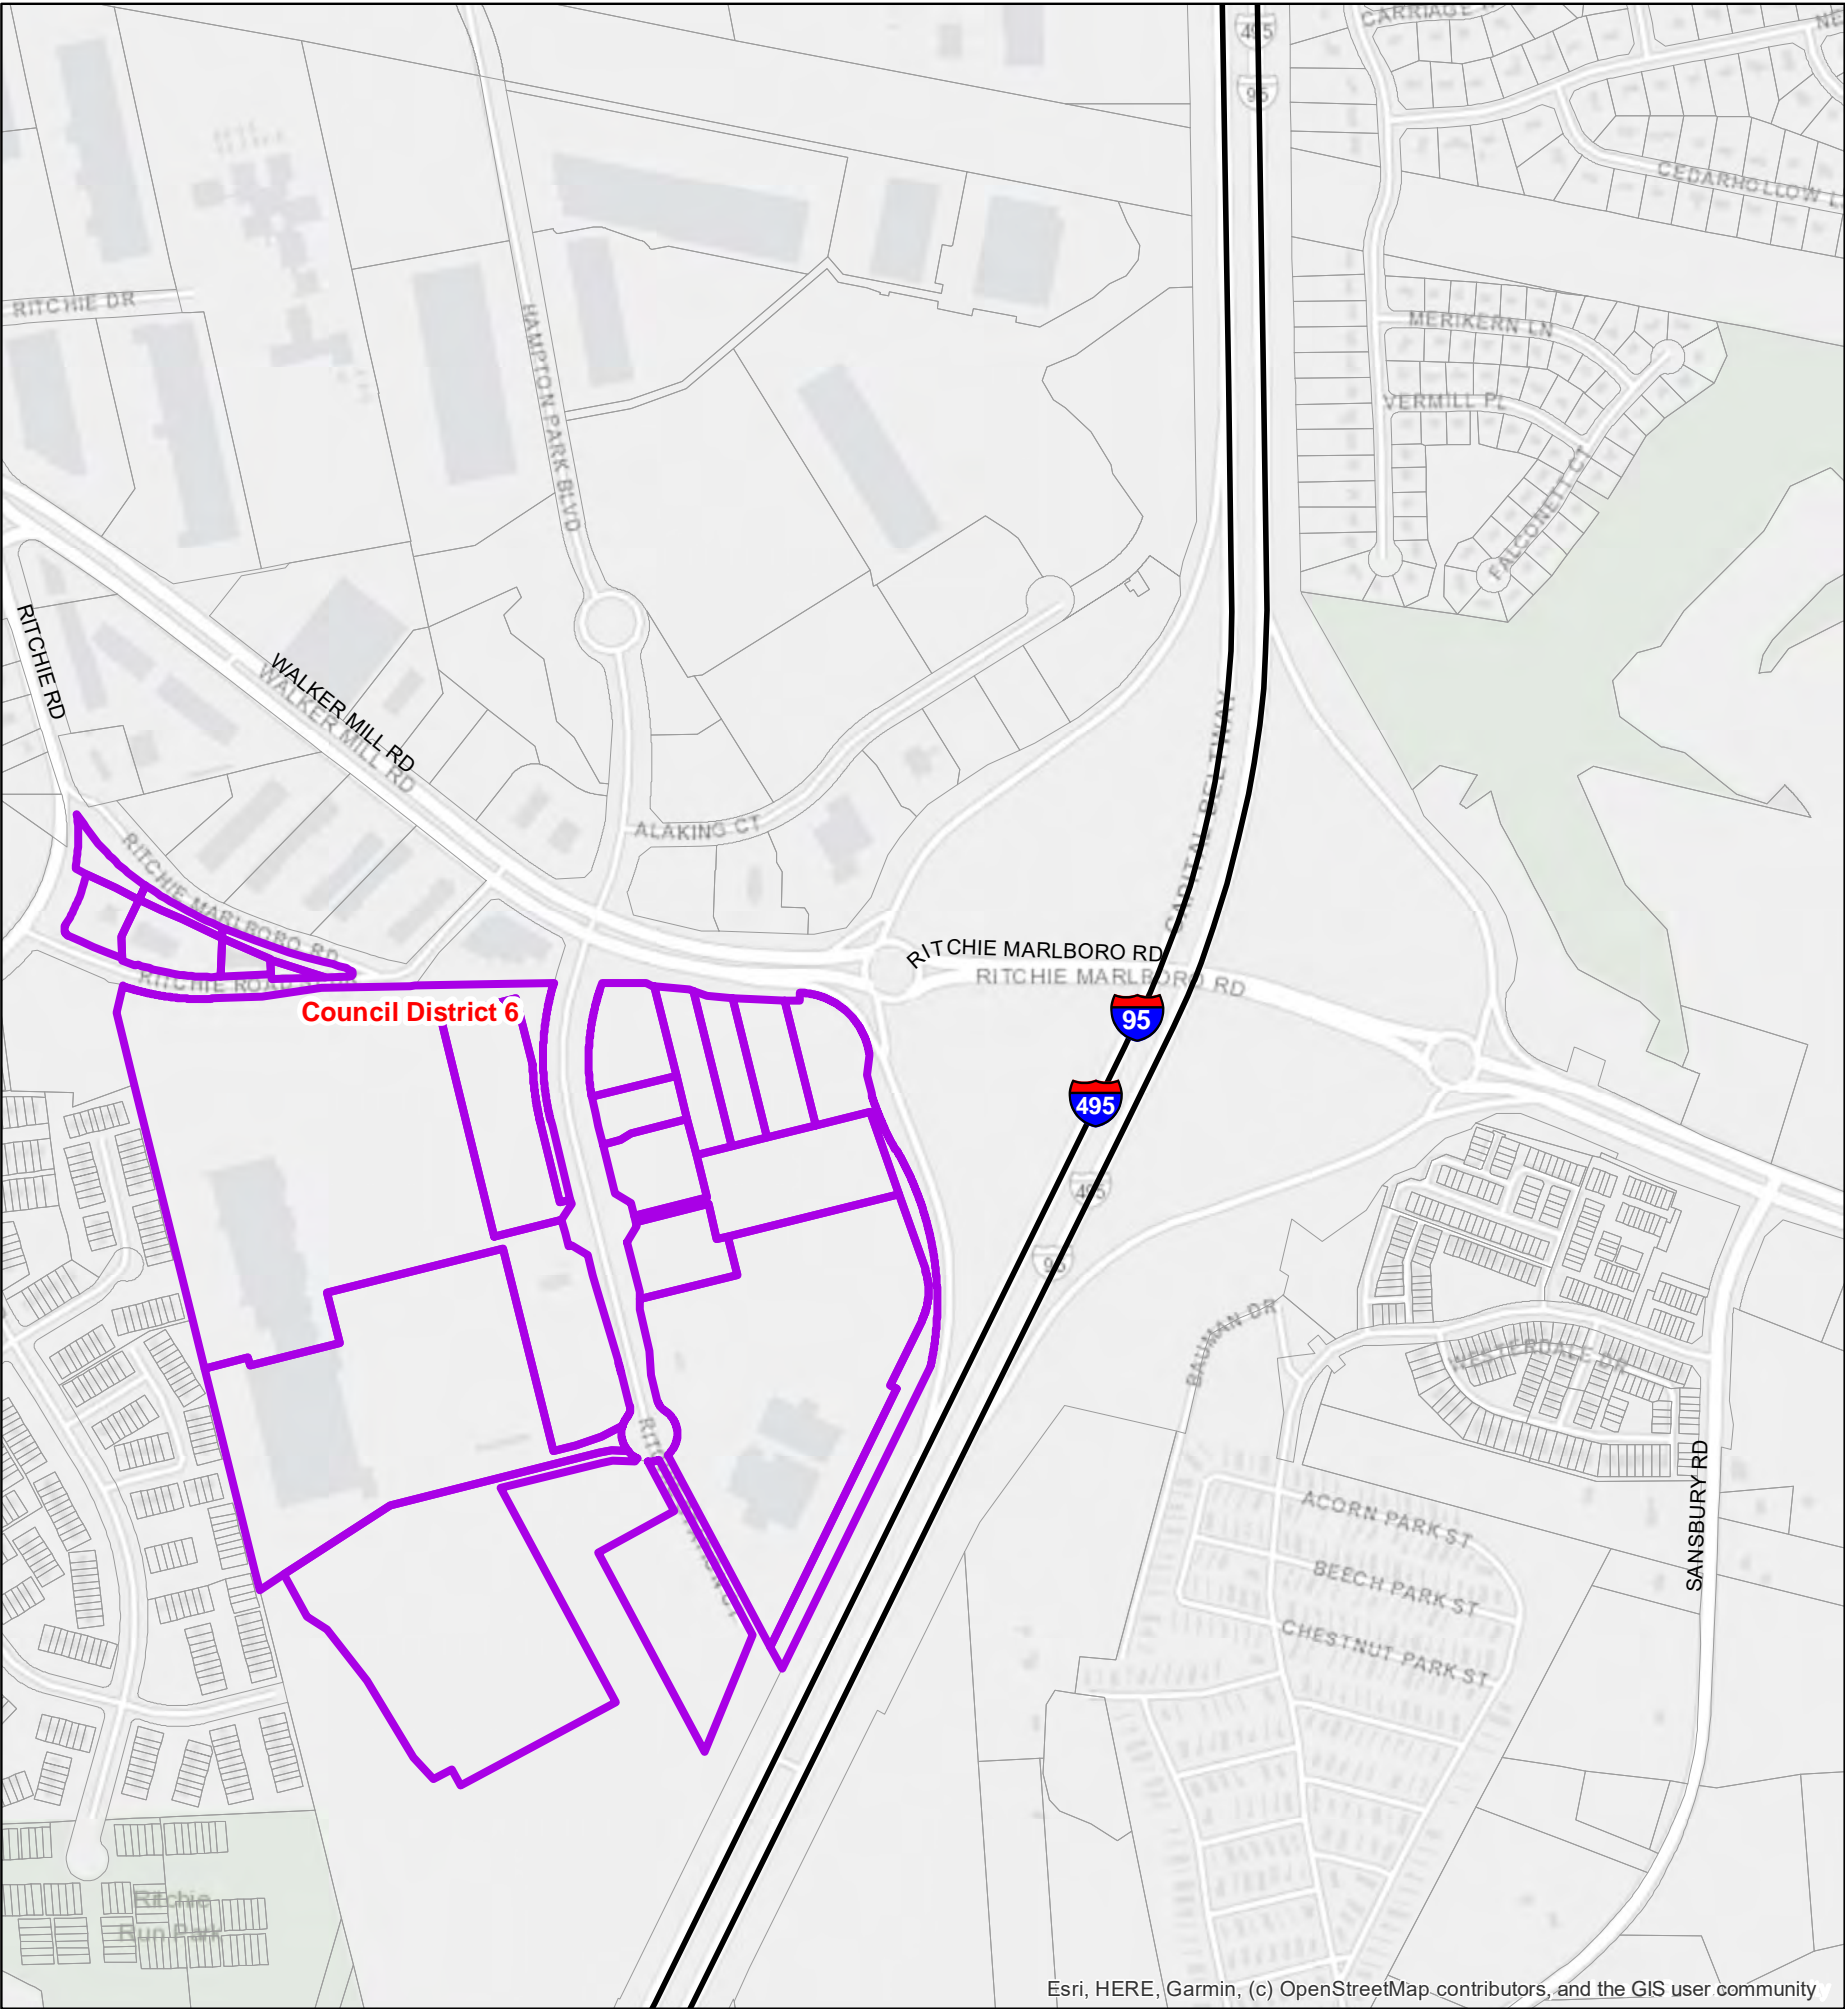 495
CARRIAGE
95
CEDARHOLLOW
RITCHIE DR
MERIKERN LN
HAMPTON PARK BLVD
VERMILL PL
FALCONETT CT
RITCHIE RD
WALKER MILL RD
WALKER MILL RD
CAPITAL BELTWAY
ALAKING CT
RITCHIE MARLBORO RD
RITCHIE MARLBORO RD
RITCHIE MARLBORO RD
RITCHIE ROAD
Council District 6
95
495
495
95
BAUMAN DR
WESTERDALE DR
SANSBURY RD
ACORN PARK ST
BEECH PARK ST
CHESTNUT PARK ST
Ritchie
Run Park
Esri, HERE, Garmin, (c) OpenStreetMap contributors, and the GIS user community